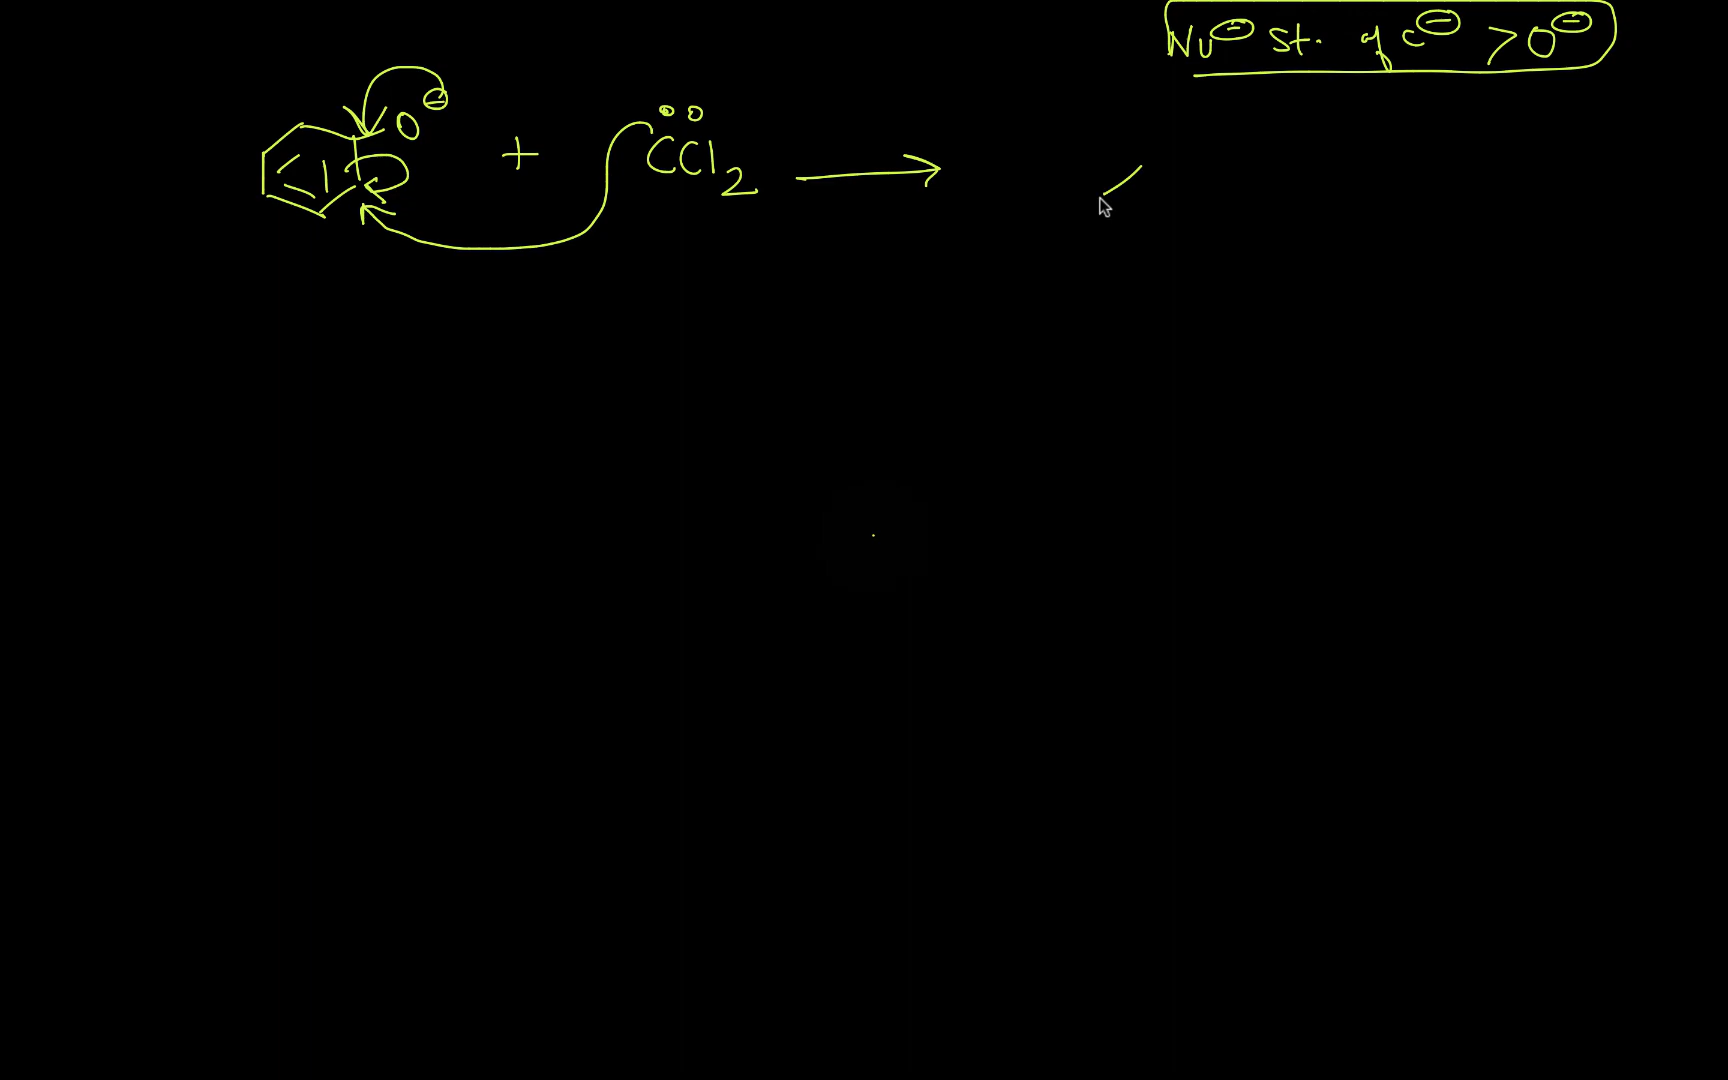 Nu⊖ St. of C⊖ > O⊖
O⊖ + C̈Cl₂ ⟶